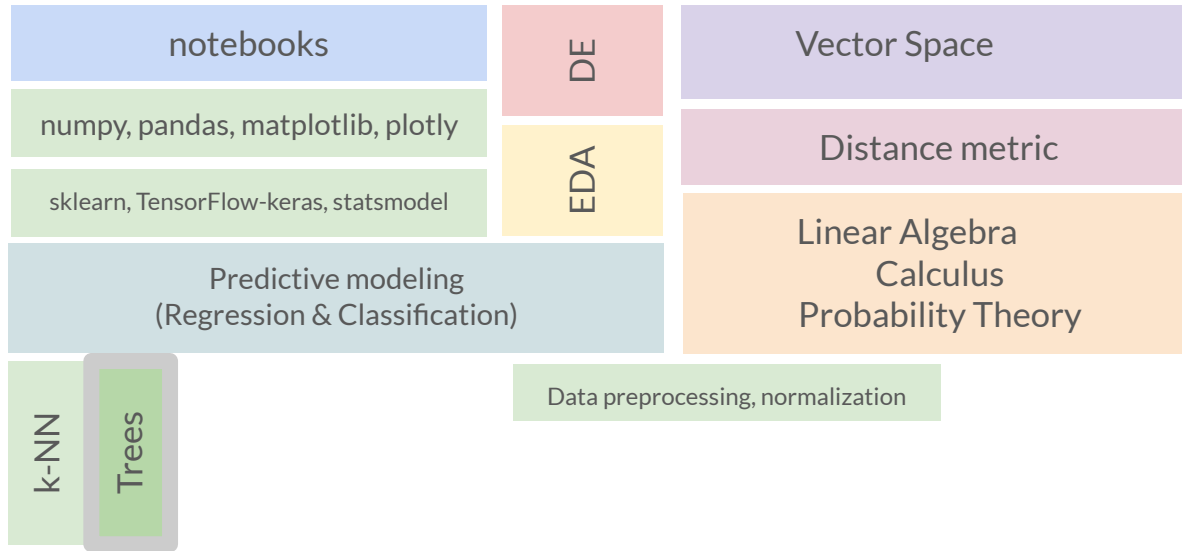 notebooks
DE
Vector Space
numpy, pandas, matplotlib, plotly
EDA
Distance metric
sklearn, TensorFlow-keras, statsmodel
Linear Algebra
Calculus
Probability Theory
Predictive modeling
(Regression & Classification)
k-NN
Trees
Data preprocessing, normalization